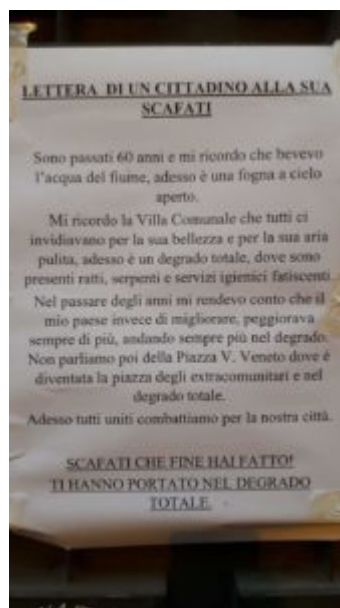 LETTERA DI UN CITTADINO ALLA SUA
SCAFATI
Sono passati 60 anni e mi ricordo che bevevo
l'acqua del fiume, adesso è una fogna a cielo
aperto.
Mi ricordo la Villa Comunale che tutti ci
invidiavano per la sua bellezza e per la sua aria
pulita, adesso è un degrado totale, dove sono
presenti ratti, serpenti e servizi igienici fatiscenti
Nel passare degli anni mi rendevo conto che il
mio paese invece di migliorare, peggiorava
sempre di più, andando sempre più nel degrado.
Non parliamo poi della Piazza V. Veneto dove è
diventata la piazza degli extracomunitari e nel
degrado totale.
Adesso tutti uniti combattiamo per la nostra città.
SCAFATI CHE FINE HAI FATTO!
TI HANNO PORTATO NEL DEGRADO
TOTALE.